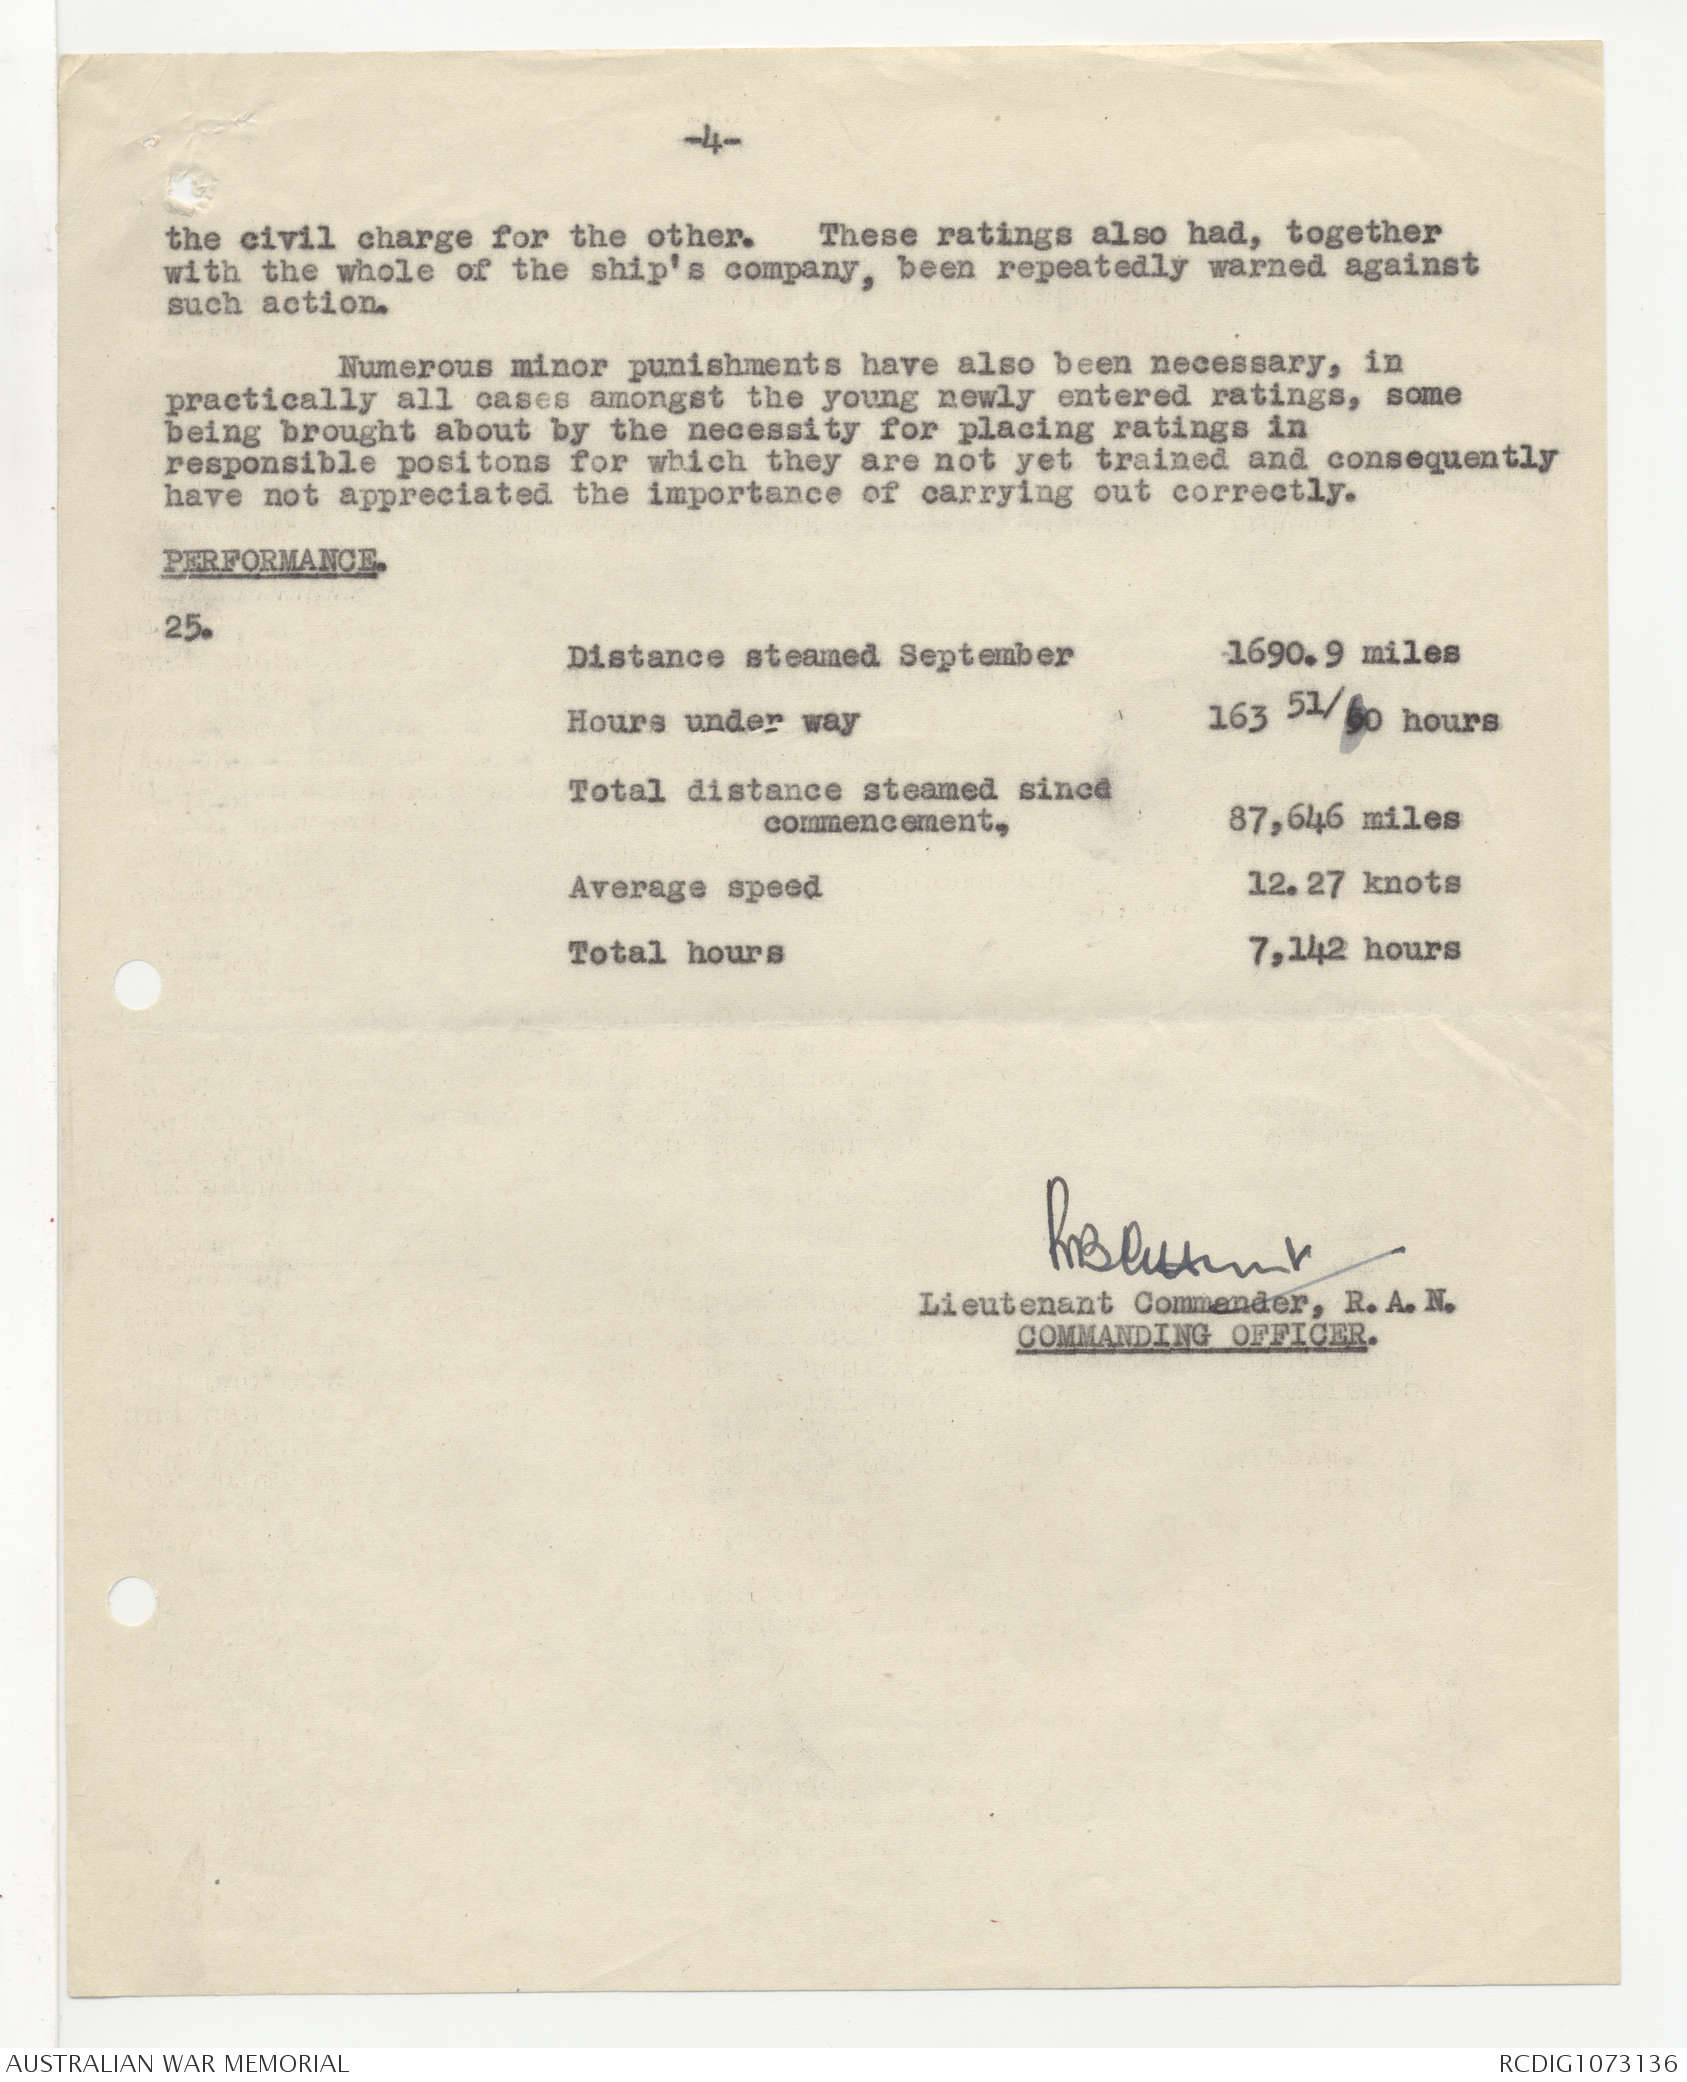 -4-
the civil charge for the other.   These ratings also had, together
with the whole of the ship's company, been repeatedly warned against
such action.
Numerous minor punishments have also been necessary, in
practically all cases amongst the young newly entered ratings, some
being brought about by the necessity for placing ratings in
responsible positons for which they are not yet trained and consequently
have not appreciated the importance of carrying out correctly.
PERFORMANCE.
25.
Distance steamed September 1690.9 miles
Hours under way 163 51/60 hours
Total distance steamed since
commencement, 87,646 miles
Average speed 12.27 knots
Total hours 7,142 hours
Lieutenant Commander, R.A.N.
COMMANDING OFFICER.
AUSTRALIAN WAR MEMORIAL
RCDIG1073136